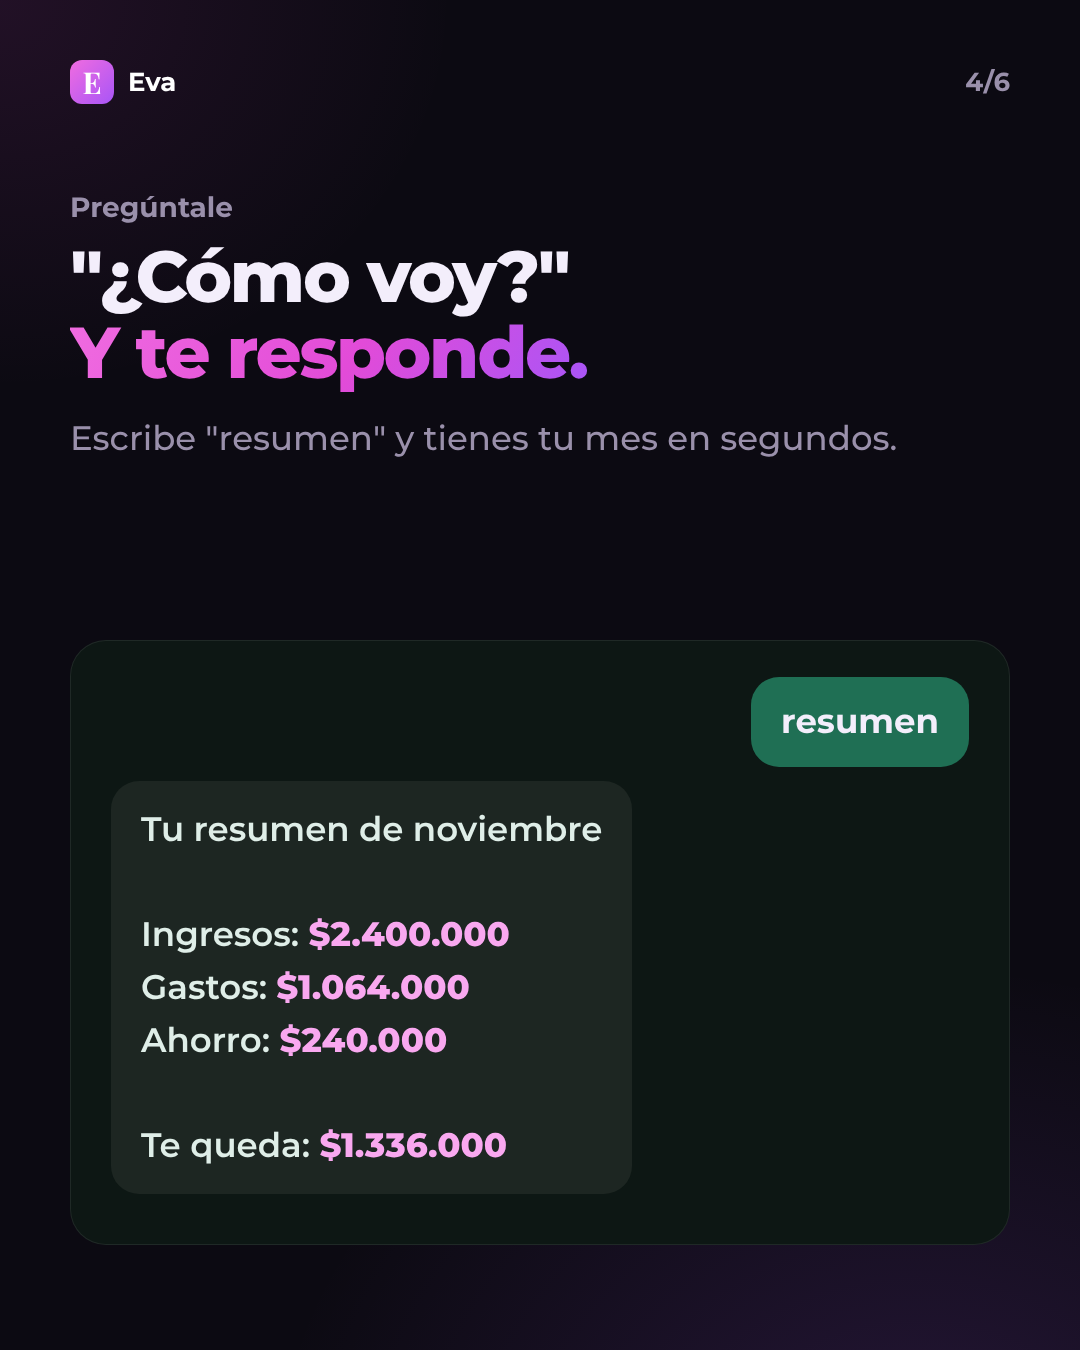 E Eva
4/6
Pregúntale
"¿Cómo voy?"
Y te responde.
Escribe "resumen" y tienes tu mes en segundos.
resumen
Tu resumen de noviembre
Ingresos: $2.400.000
Gastos: $1.064.000
Ahorro: $240.000
Te queda: $1.336.000